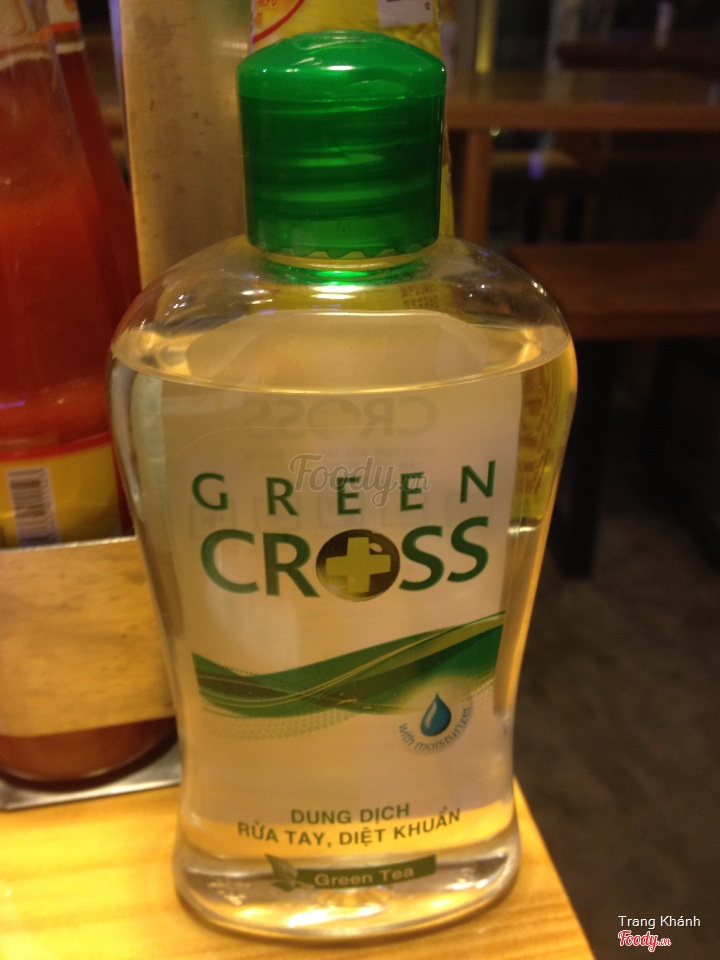 Foody.vn
GREEN
CROSS
with moisturizer
DUNG DỊCH
RỬA TAY, DIỆT KHUẨN
Green Tea
Trang Khánh
Foody.vn